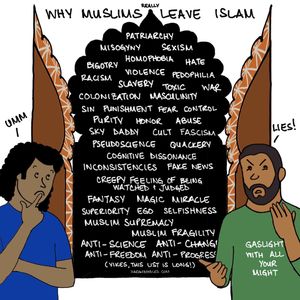 WHY MUSLIMS REALLY LEAVE ISLAM
PATRIARCHY
MISOGYNY SEXISM
BIGOTRY HOMOPHOBIA HATE
RACISM VIOLENCE PEDOPHILIA
SLAVERY TOXIC WAR
COLONIZATION MASCULINITY
SIN PUNISHMENT FEAR CONTROL
PURITY HONOR ABUSE
SKY DADDY CULT FASCISM
PSEUDOSCIENCE QUACKERY
COGNITIVE DISSONANCE
INCONSISTENCIES FAKE NEWS
CREEPY FEELING OF BEING
WATCHED + JUDGED
FANTASY MAGIC MIRACLE
SUPERIORITY EGO SELFISHNESS
MUSLIM SUPREMACY
MUSLIM FRAGILITY
ANTI-SCIENCE ANTI-CHANGE
ANTI-FREEDOM ANTI-PROGRESS
(YIKES, THIS LIST IS LONG!)
UMM
LIES!
GASLIGHT
WITH ALL
YOUR
MIGHT